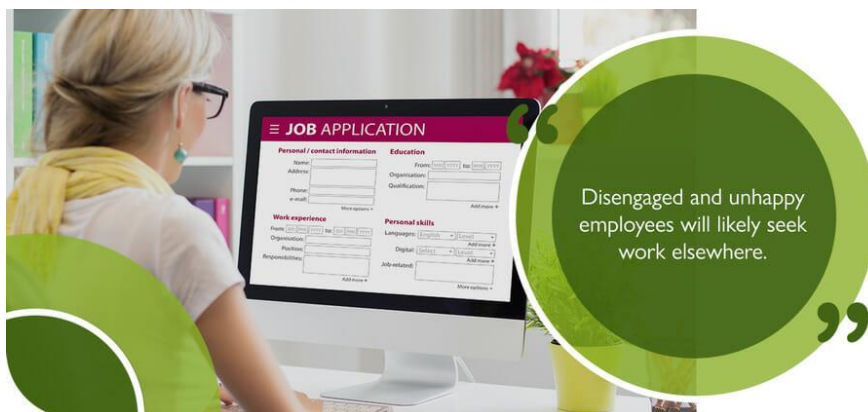 ☰ JOB APPLICATION
Personal / contact information
Name:
Address:
Phone:
e-mail:
More options +
Education
From: to:
Organisation:
Qualification:
Add more +
Work experience
From: to:
Organisation:
Position:
Responsibilities:
Add more +
Personal skills
Languages: English Level
Add more +
Digital: Select Level
Add more +
Job-related:
More options +
“
Disengaged and unhappy
employees will likely seek
work elsewhere.
”